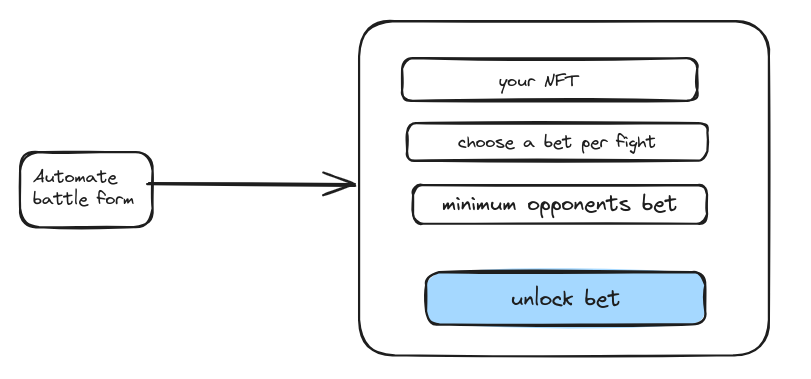 Automate
battle form
your NFT
choose a bet per fight
minimum opponents bet
unlock bet